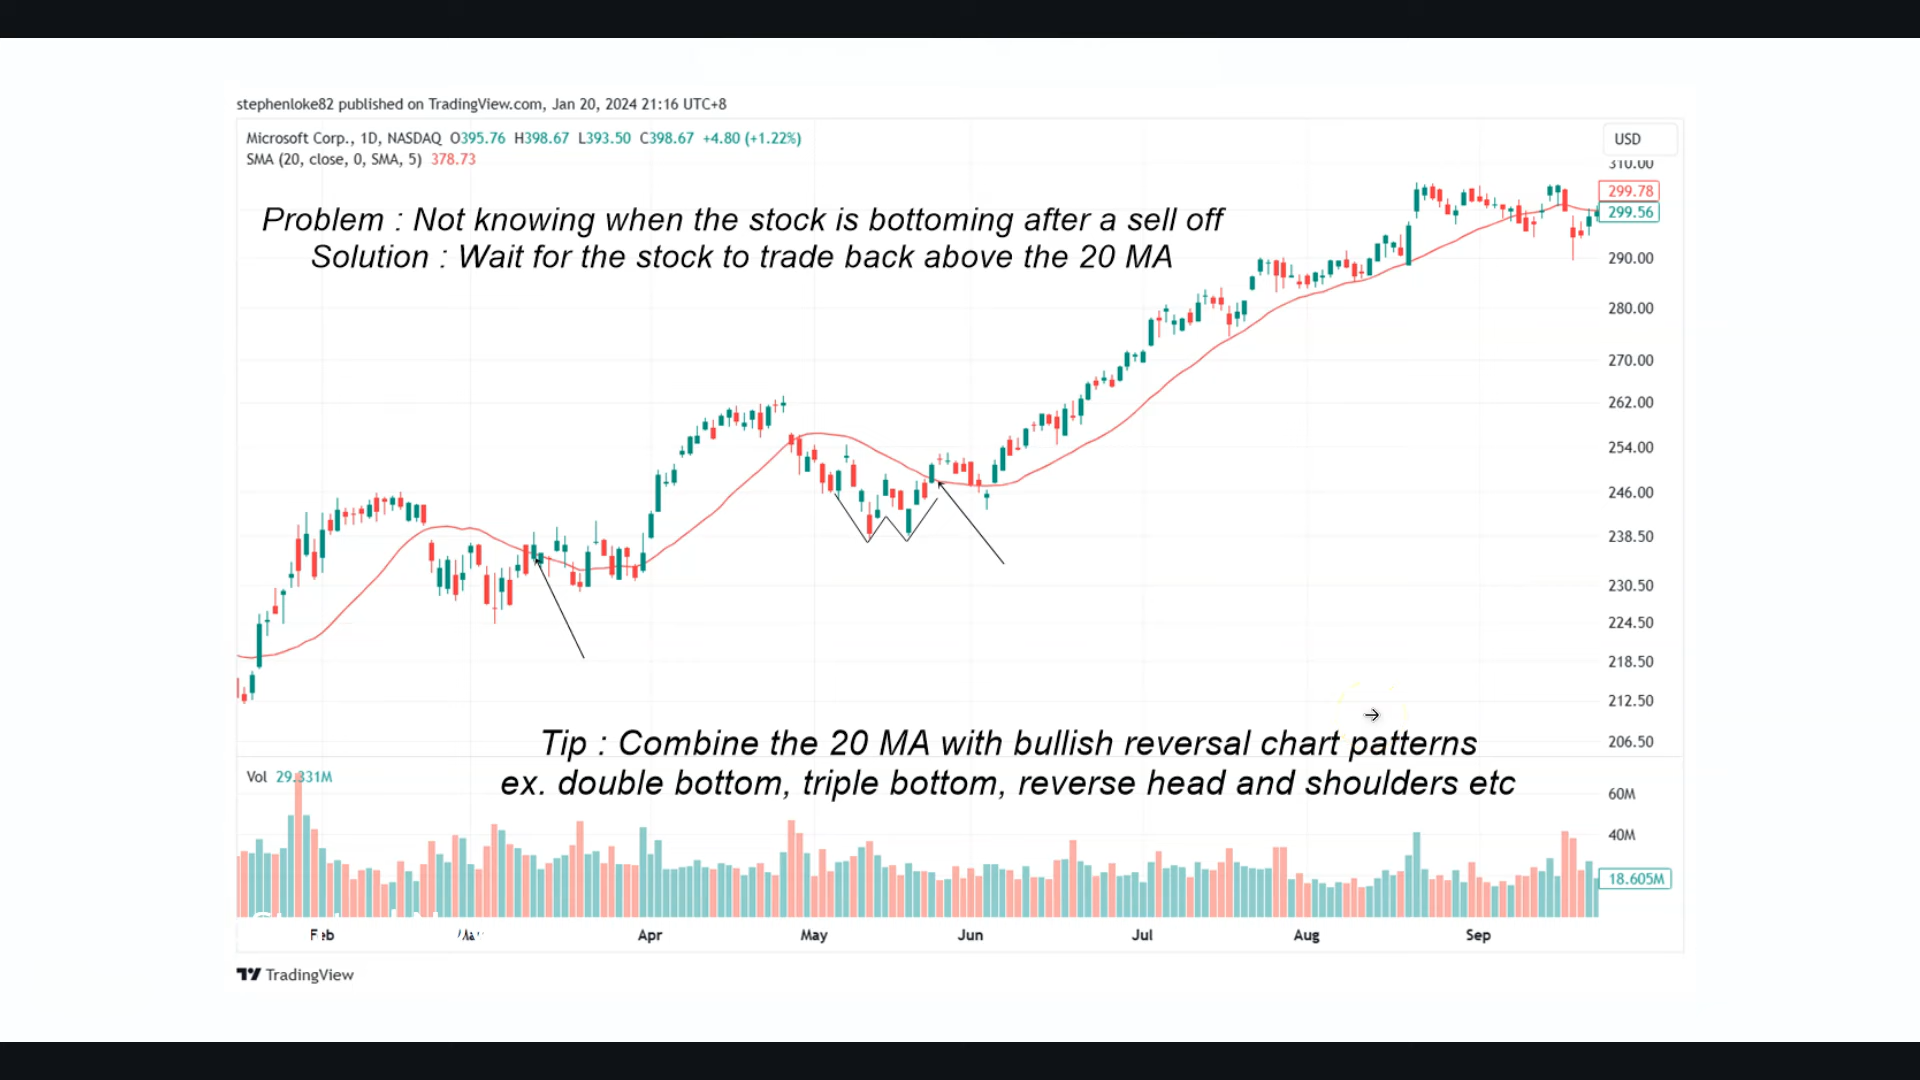 stephenloke82 published on TradingView.com, Jan 20, 2024 21:16 UTC+8
Microsoft Corp., 1D, NASDAQ O395.76 H398.67 L393.50 C398.67 +4.80 (+1.22%)
SMA (20, close, 0, SMA, 5) 378.73
USD
310.00
299.78
299.56
290.00
280.00
270.00
262.00
254.00
246.00
238.50
230.50
224.50
218.50
212.50
206.50
Problem : Not knowing when the stock is bottoming after a sell off
Solution : Wait for the stock to trade back above the 20 MA
Tip : Combine the 20 MA with bullish reversal chart patterns
ex. double bottom, triple bottom, reverse head and shoulders etc
Vol 29.331M
60M
40M
18.605M
Feb Mar Apr May Jun Jul Aug Sep
TradingView